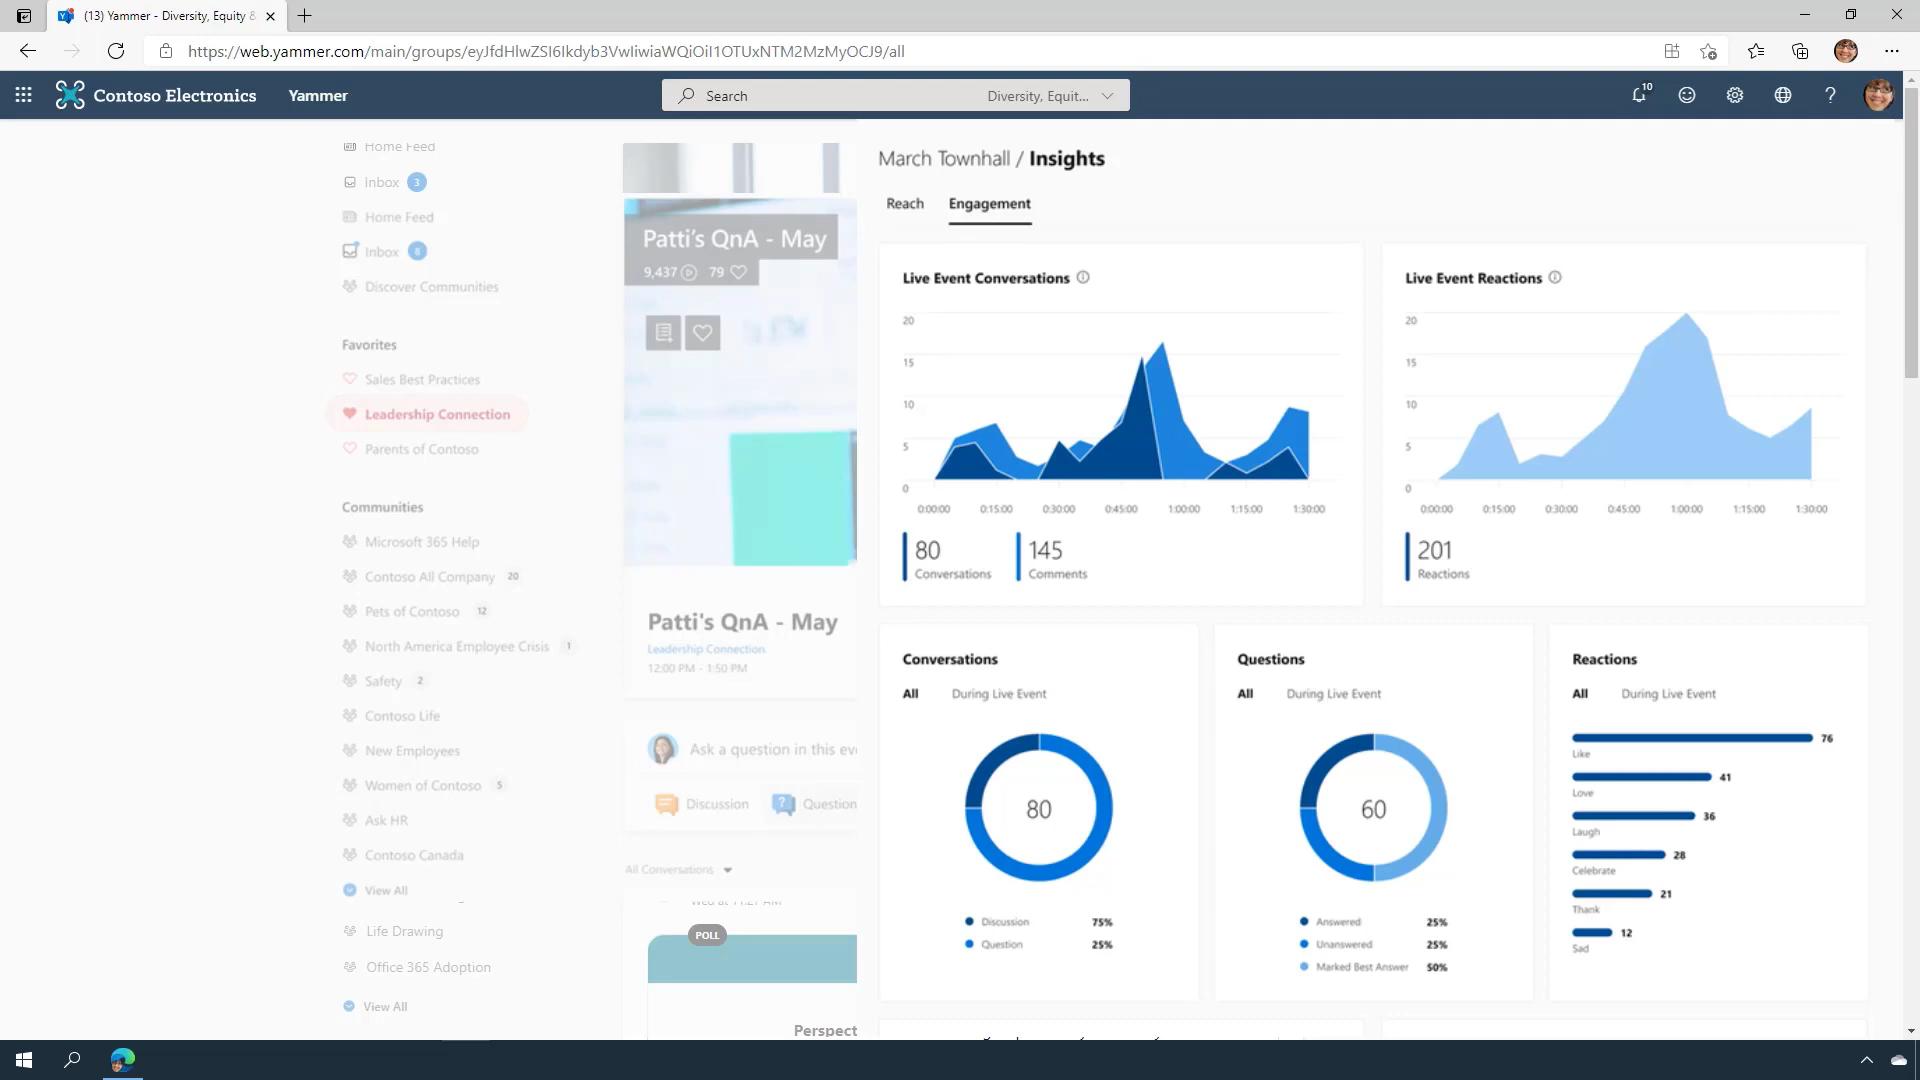 (13) Yammer - Diversity, Equity &
https://web.yammer.com/main/groups/eyJfdHlwZSI6Ikdyb3VwIiwiaWQiOiI1OTUxNTM2MzMyOCJ9/all
Contoso Electronics
Yammer
Search
Diversity, Equit...
10
?
Home Feed
Inbox 3
Home Feed
Inbox 8
Discover Communities
Favorites
Sales Best Practices
Leadership Connection
Parents of Contoso
Communities
Microsoft 365 Help
Contoso All Company 20
Pets of Contoso 12
North America Employee Crisis 1
Safety 2
Contoso Life
New Employees
Women of Contoso 5
Ask HR
Contoso Canada
View All
Life Drawing
Office 365 Adoption
View All
Patti's QnA - May
9,437 79
Patti's QnA - May
Leadership Connection
12:00 PM - 1:50 PM
Ask a question in this eve
Discussion
Question
All Conversations
Wed at 11:27 AM
POLL
Perspect
March Townhall / Insights
Reach
Engagement
Live Event Conversations
20
15
10
5
0
0:00:00 0:15:00 0:30:00 0:45:00 1:00:00 1:15:00 1:30:00
80
Conversations
145
Comments
Live Event Reactions
20
15
10
5
0
0:00:00 0:15:00 0:30:00 0:45:00 1:00:00 1:15:00 1:30:00
201
Reactions
Conversations
All During Live Event
80
Discussion 75%
Question 25%
Questions
All During Live Event
60
Answered 25%
Unanswered 25%
Marked Best Answer 50%
Reactions
All During Live Event
76
Like
41
Love
36
Laugh
28
Celebrate
21
Thank
12
Sad